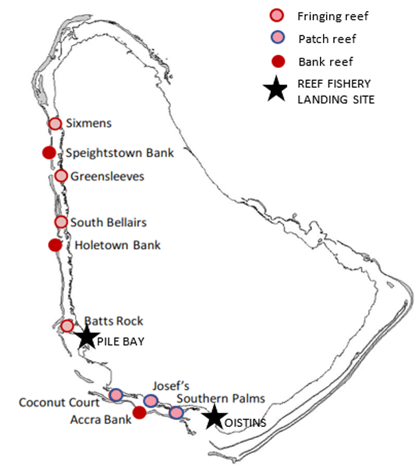 Fringing reef
Patch reef
Bank reef
REEF FISHERY
LANDING SITE
Sixmens
Speightstown Bank
Greensleeves
South Bellairs
Holetown Bank
Batts Rock
PILE BAY
Josef's
Southern Palms
Coconut Court
Accra Bank
OISTINS